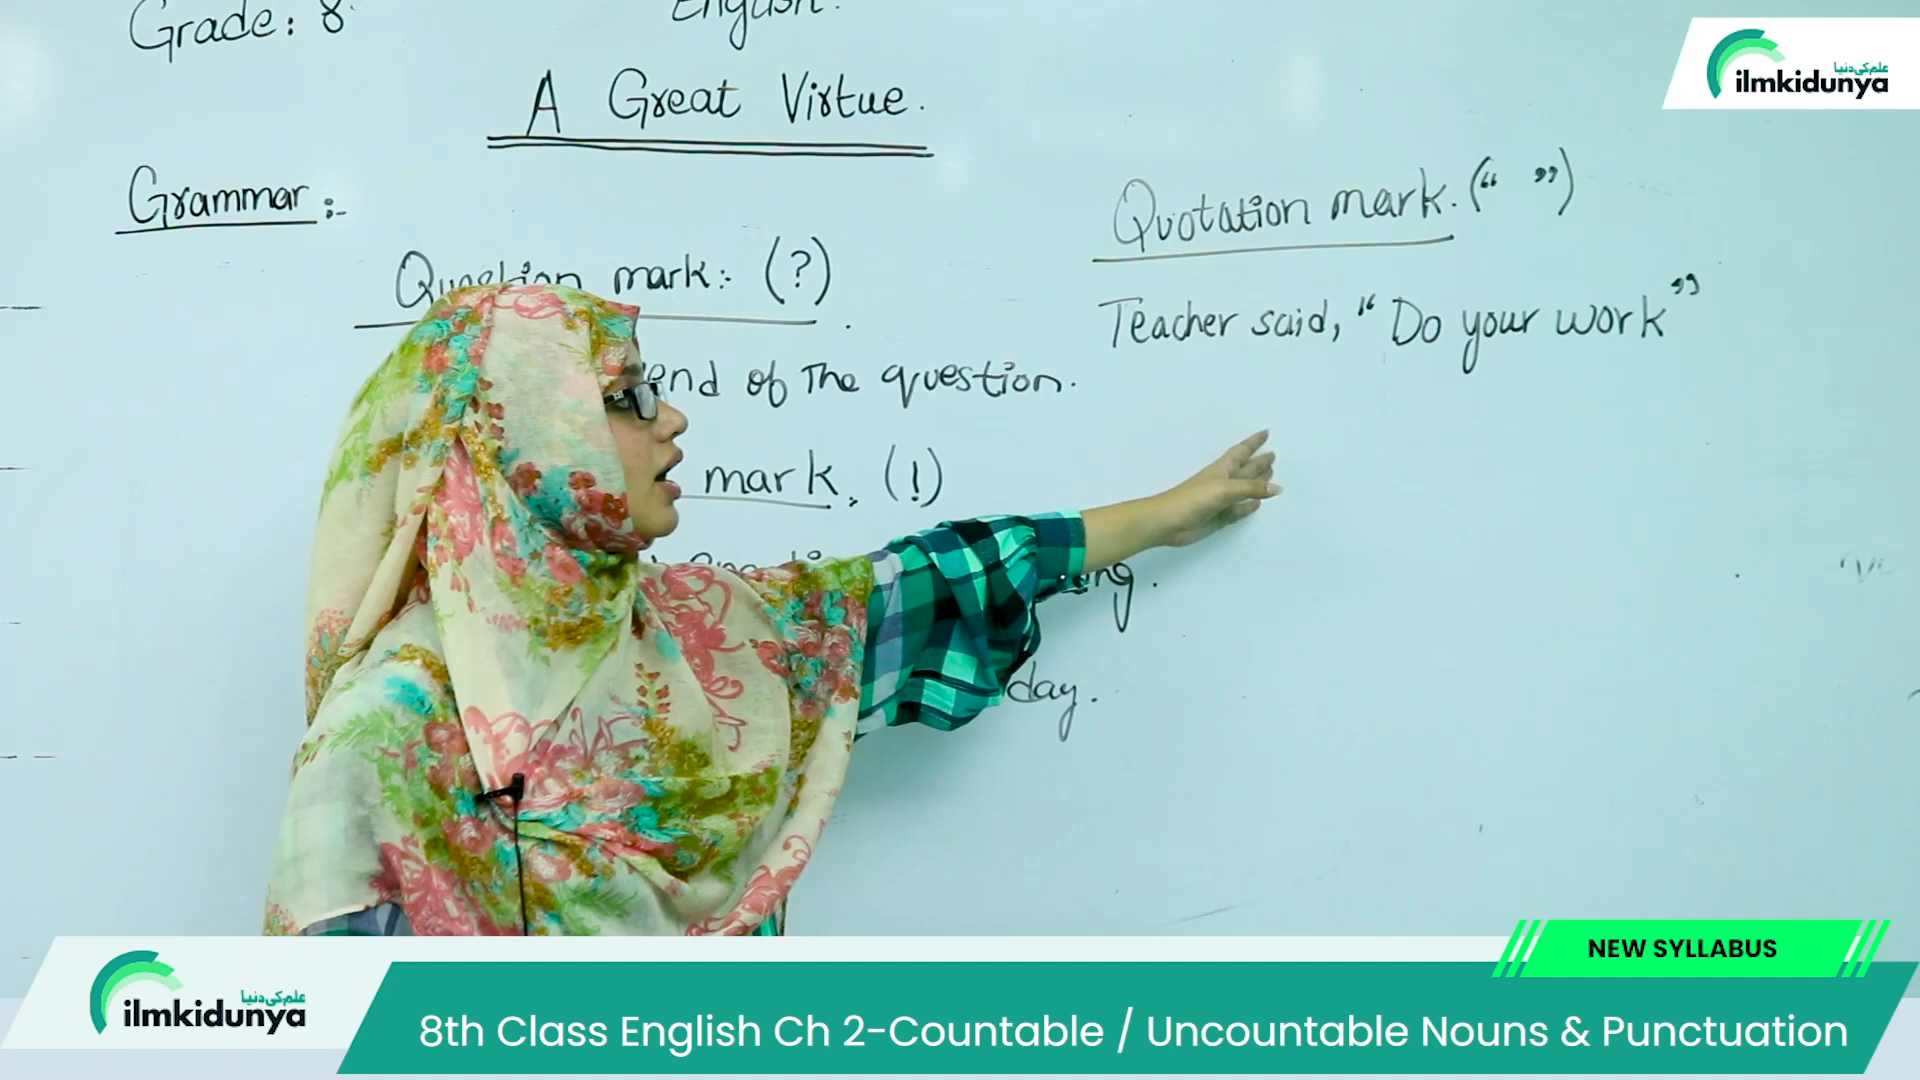 Grade: 8
English.
A Great Virtue.
علم کی دنیا
ilmkidunya
Grammar :-
Question mark:- (?)
end of The question.
mark. (!)
day.
Quotation mark. (“ ”)
Teacher said, “Do your work”
NEW SYLLABUS
علم کی دنیا
ilmkidunya
8th Class English Ch 2-Countable / Uncountable Nouns & Punctuation